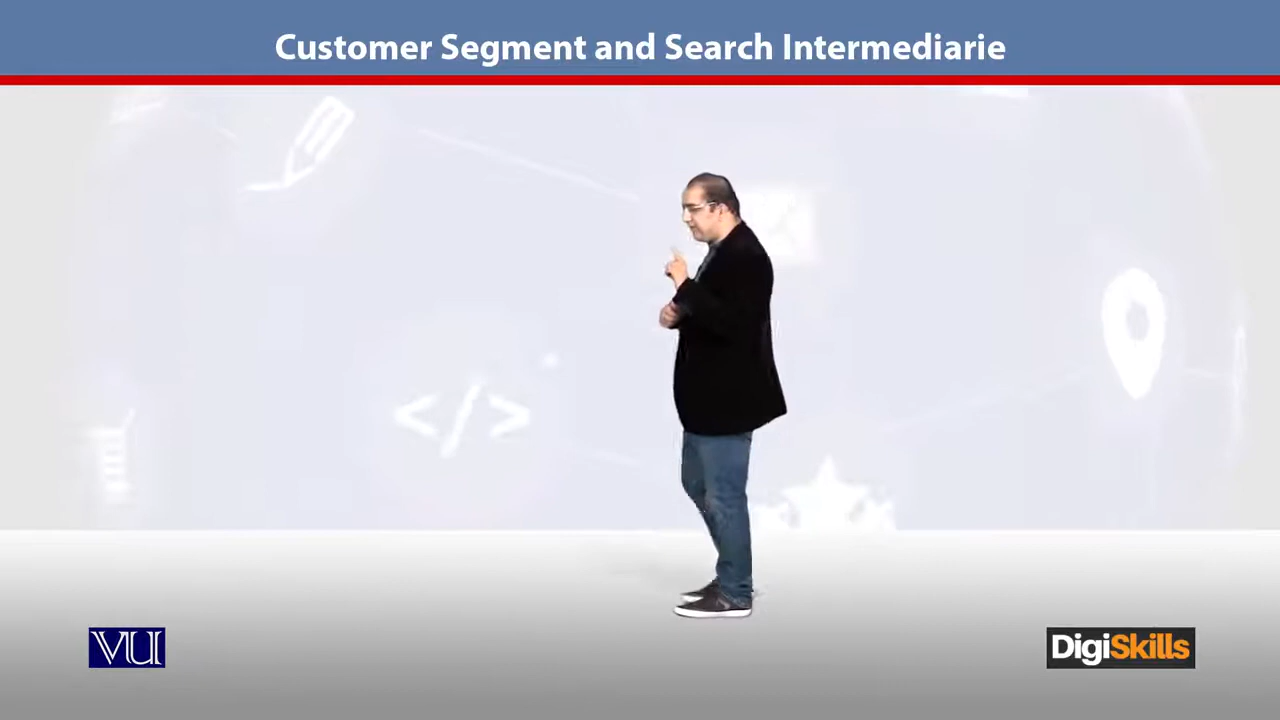 Customer Segment and Search Intermediarie
</>
VU
DigiSkills